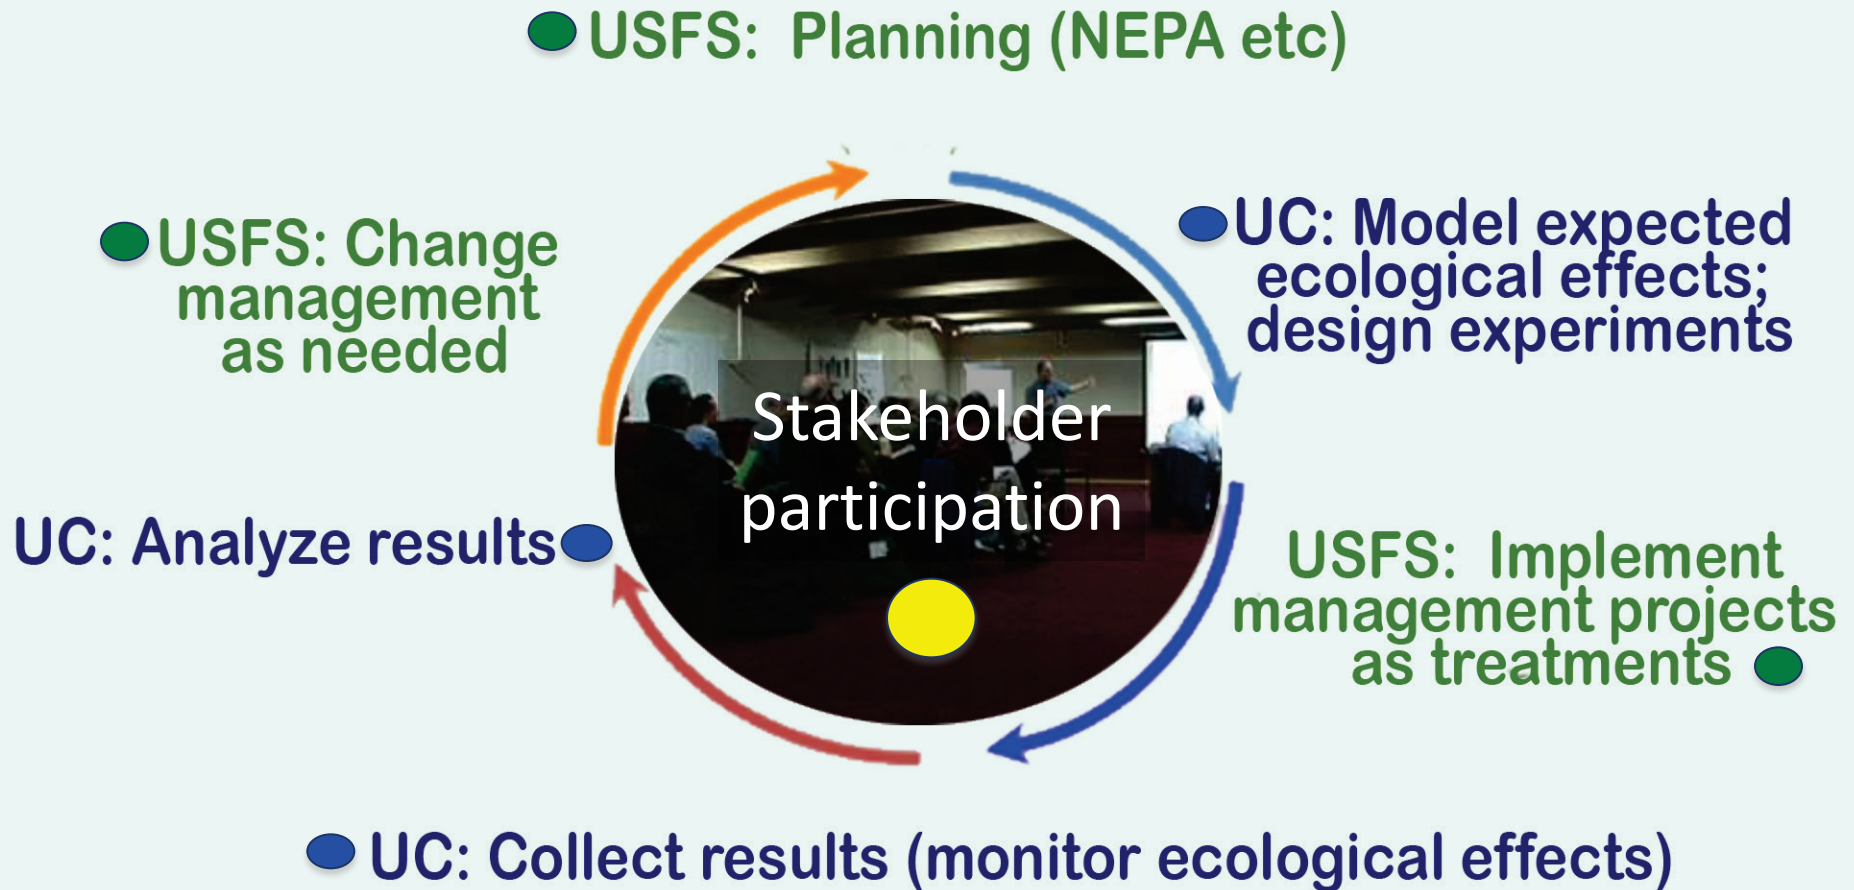 USFS:  Planning (NEPA etc)
UC: Model expected
ecological effects;
design experiments
USFS:  Implement
management projects
as treatments
UC: Collect results (monitor ecological effects)
UC: Analyze results
USFS: Change
management
as needed
Stakeholder
participation